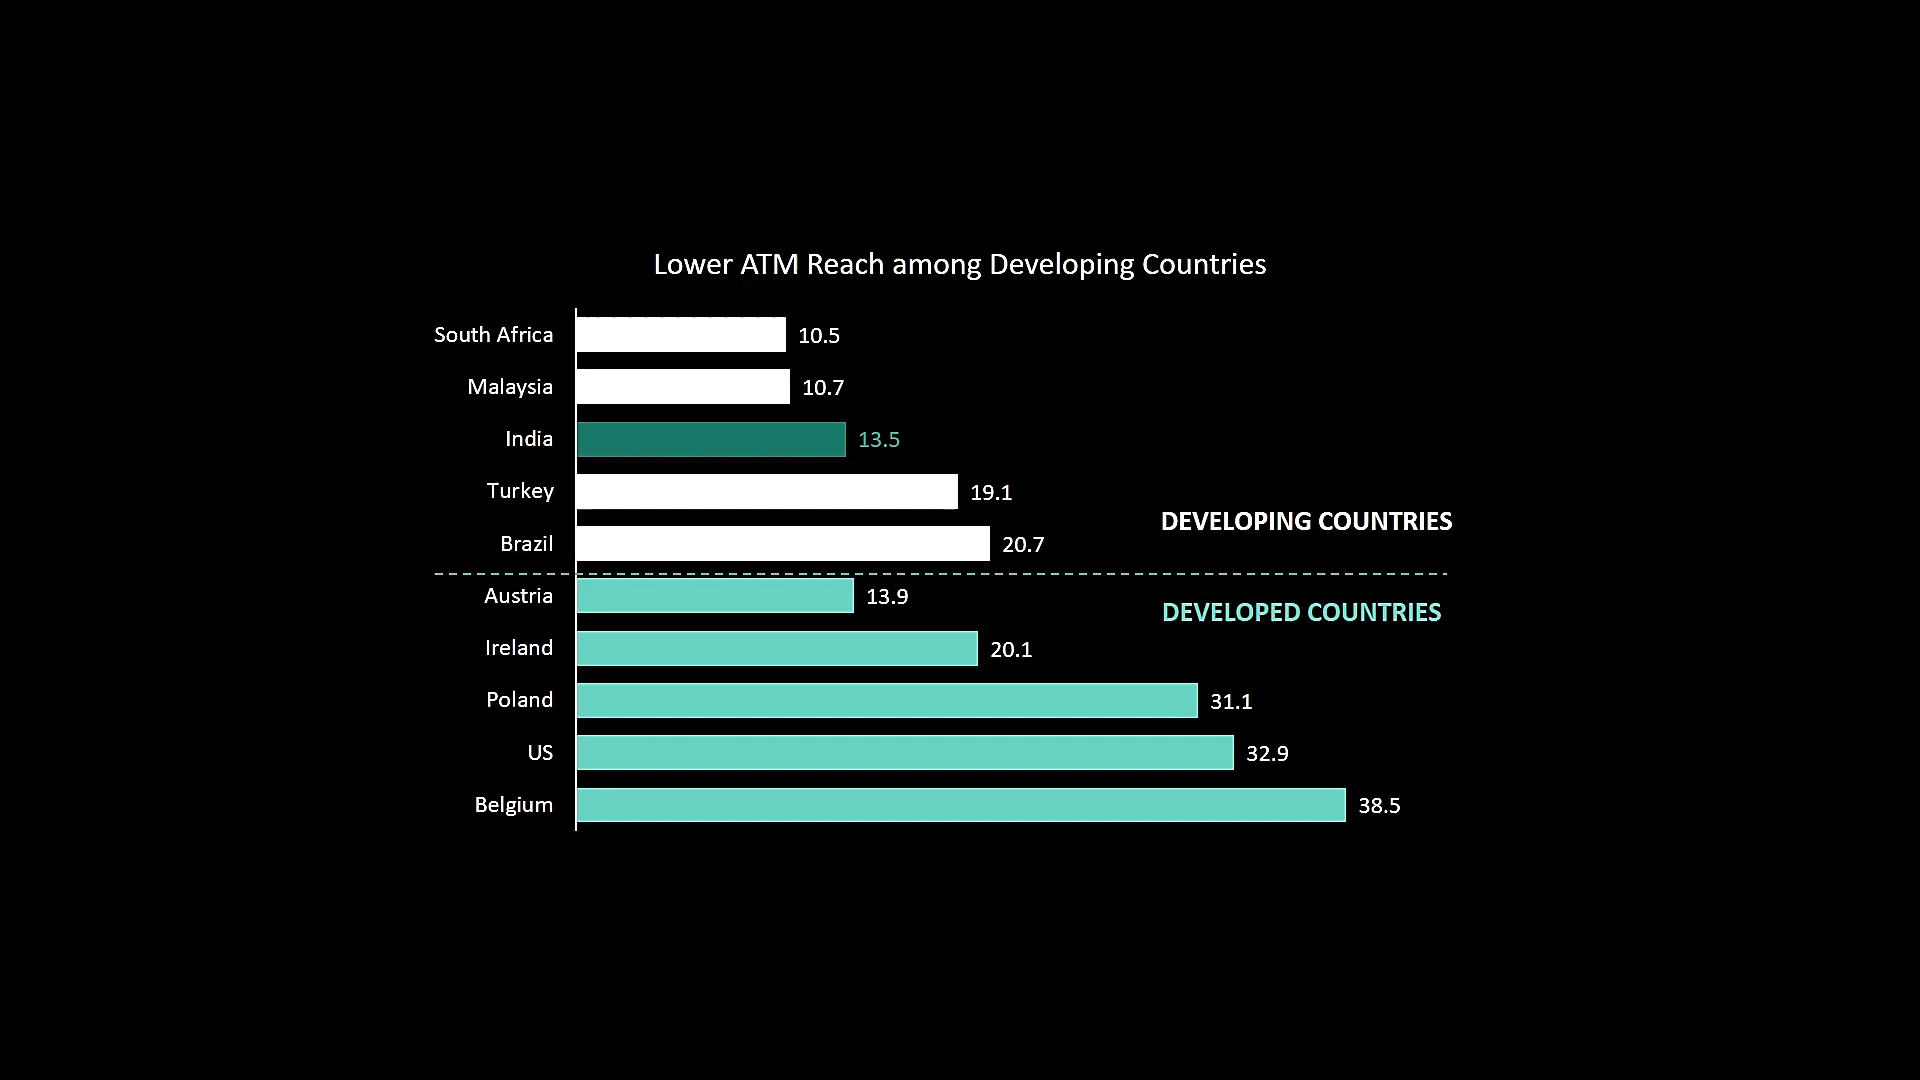 Lower ATM Reach among Developing Countries
South Africa 10.5
Malaysia 10.7
India 13.5
Turkey 19.1
DEVELOPING COUNTRIES
Brazil 20.7
Austria 13.9
DEVELOPED COUNTRIES
Ireland 20.1
Poland 31.1
US 32.9
Belgium 38.5